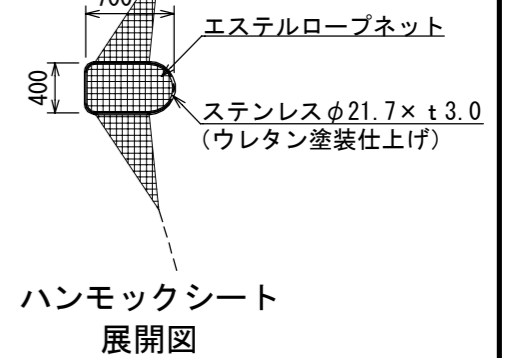 エステルロープネット
400
ステンレスφ21.7×t3.0
(ウレタン塗装仕上げ)
ハンモックシート
展開図